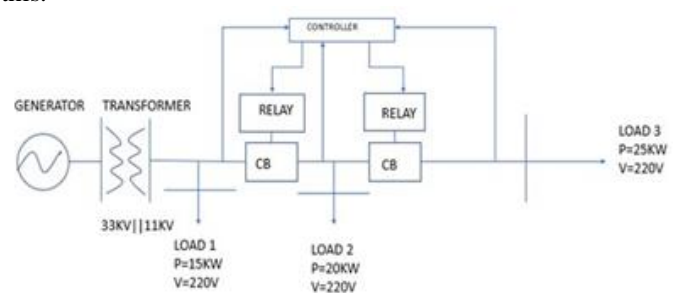 CONTROLLER
GENERATOR TRANSFORMER
RELAY
RELAY
CB
CB
LOAD 3
P=25KW
V=220V
33KV||11KV
LOAD 1
P=15KW
V=220V
LOAD 2
P=20KW
V=220V